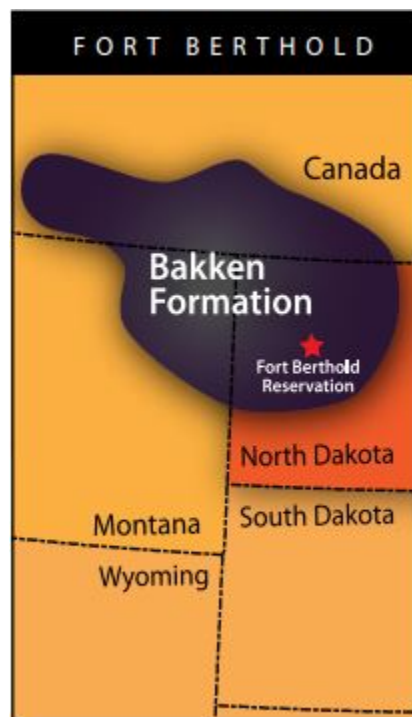 FORT BERTHOLD
Canada
Bakken
Formation
Fort Berthold
Reservation
North Dakota
South Dakota
Montana
Wyoming